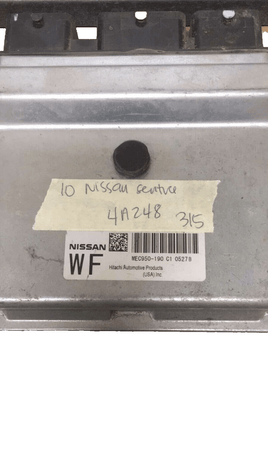 10 Nissan Sentra
4A248 315
NISSAN
WF
MEC950-190 C1 05278
Hitachi Automotive Products
(USA), Inc